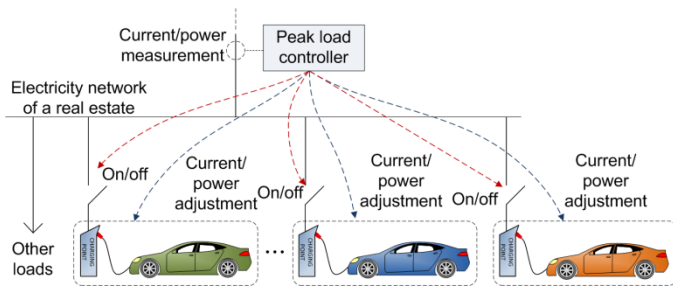 Current/power
measurement
Peak load
controller
Electricity network
of a real estate
On/off
Current/
power
adjustment
On/off
Current/
power
adjustment
On/off
Current/
power
adjustment
Other
loads
CHARGING
POINT
...
CHARGING
POINT
CHARGING
POINT